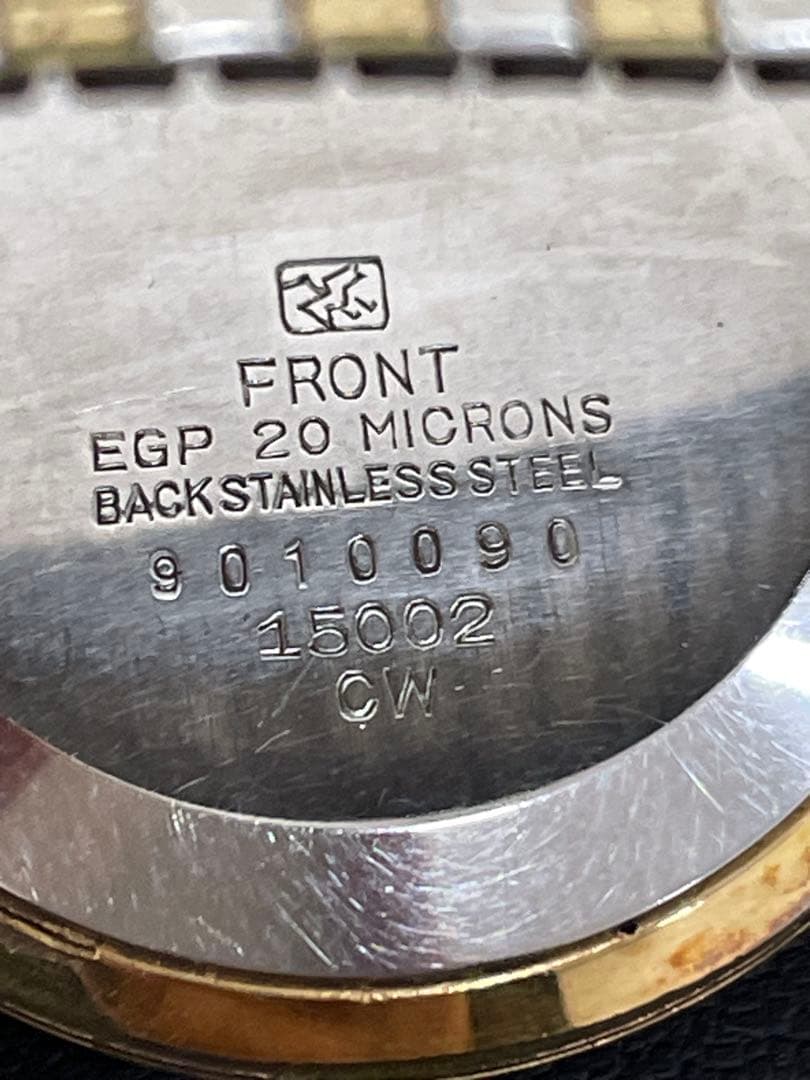 FRONT
EGP 20 MICRONS
BACK STAINLESS STEEL
9010090
15002
CW